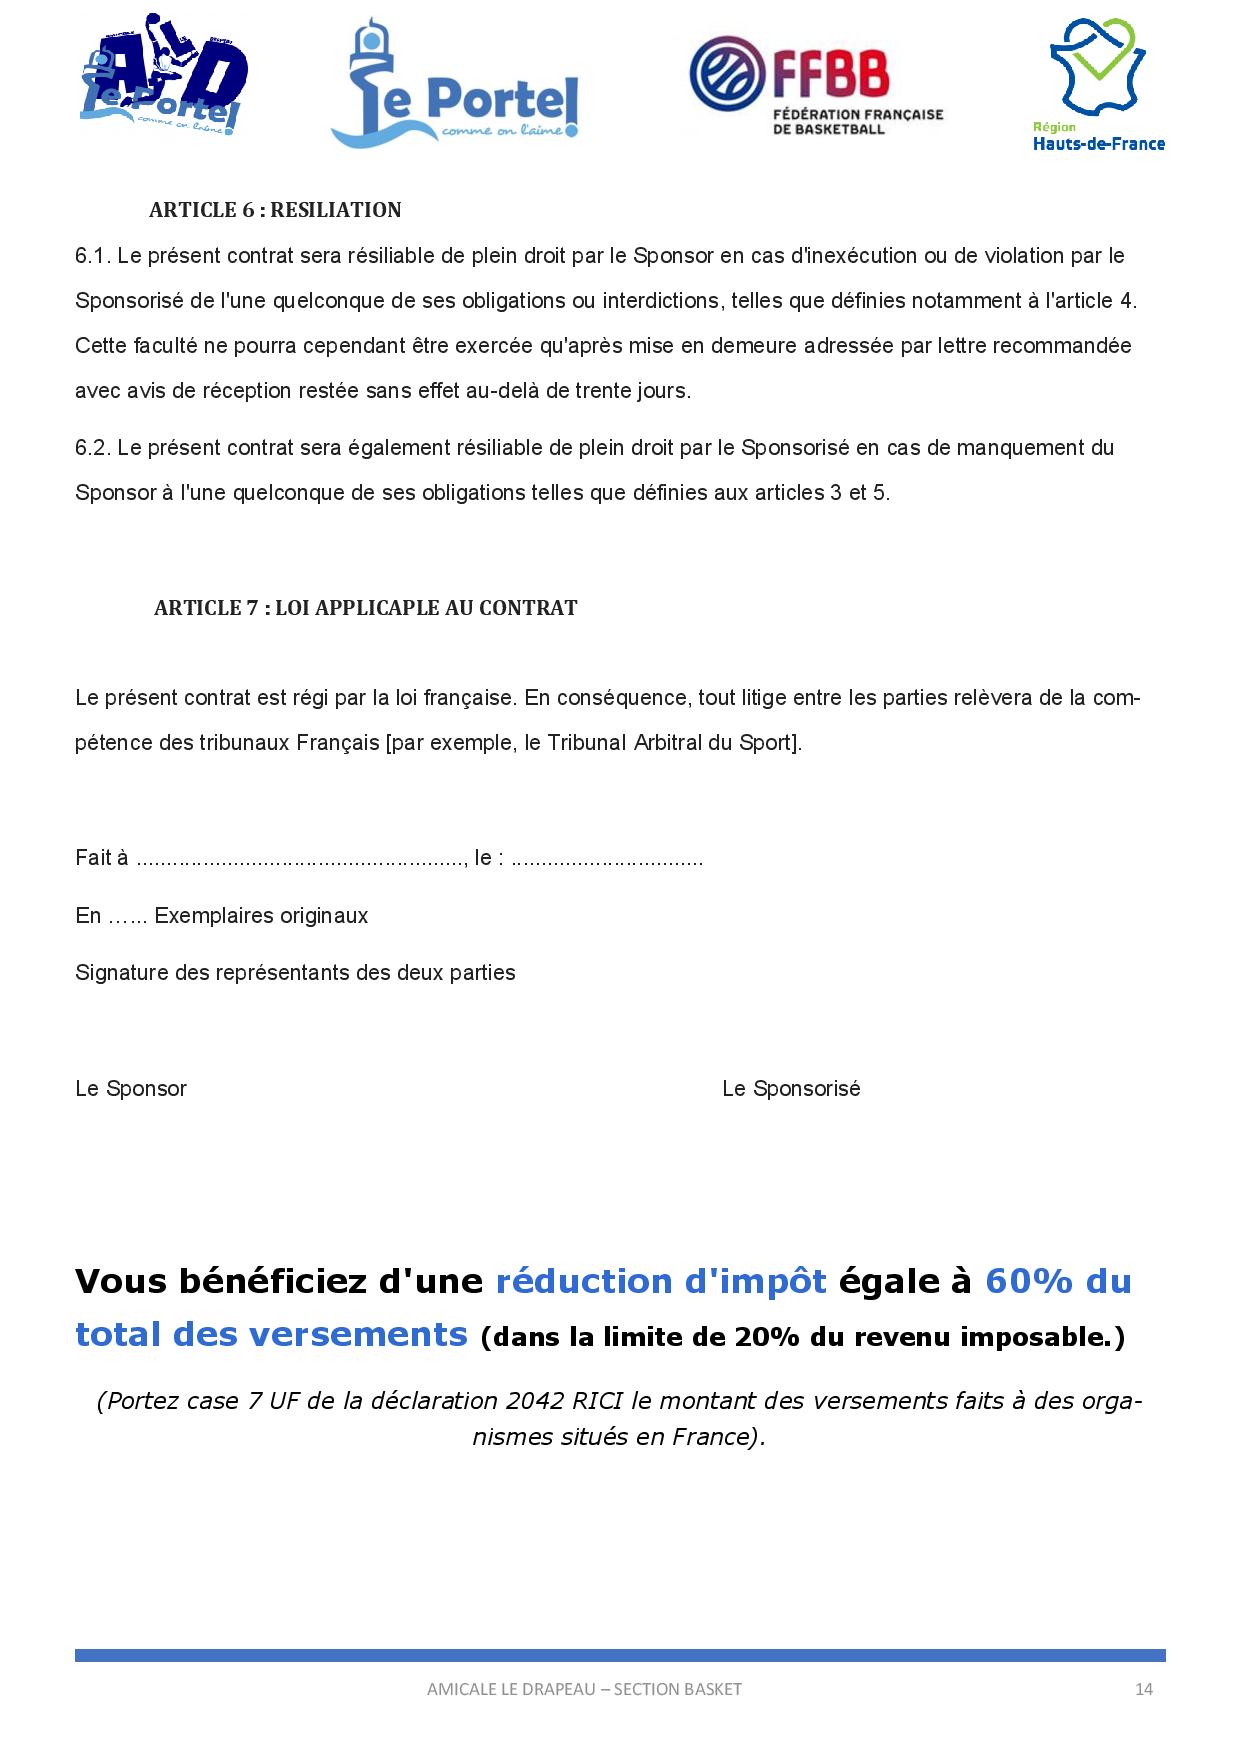 ALD
Le Portel
comme on l'aime
Le Portel
comme on l'aime
FFBB
FÉDÉRATION FRANÇAISE
DE BASKETBALL
Région
Hauts-de-France
ARTICLE 6 : RESILIATION
6.1. Le présent contrat sera résiliable de plein droit par le Sponsor en cas d'inexécution ou de violation par le
Sponsorisé de l'une quelconque de ses obligations ou interdictions, telles que définies notamment à l'article 4.
Cette faculté ne pourra cependant être exercée qu'après mise en demeure adressée par lettre recommandée
avec avis de réception restée sans effet au-delà de trente jours.
6.2. Le présent contrat sera également résiliable de plein droit par le Sponsorisé en cas de manquement du
Sponsor à l'une quelconque de ses obligations telles que définies aux articles 3 et 5.
ARTICLE 7 : LOI APPLICAPLE AU CONTRAT
Le présent contrat est régi par la loi française. En conséquence, tout litige entre les parties relèvera de la com-
pétence des tribunaux Français [par exemple, le Tribunal Arbitral du Sport].
Fait à ......................................................, le : ................................
En …... Exemplaires originaux
Signature des représentants des deux parties
Le Sponsor Le Sponsorisé
Vous bénéficiez d'une réduction d'impôt égale à 60% du
total des versements (dans la limite de 20% du revenu imposable.)
(Portez case 7 UF de la déclaration 2042 RICI le montant des versements faits à des orga-
nismes situés en France).
AMICALE LE DRAPEAU – SECTION BASKET 14